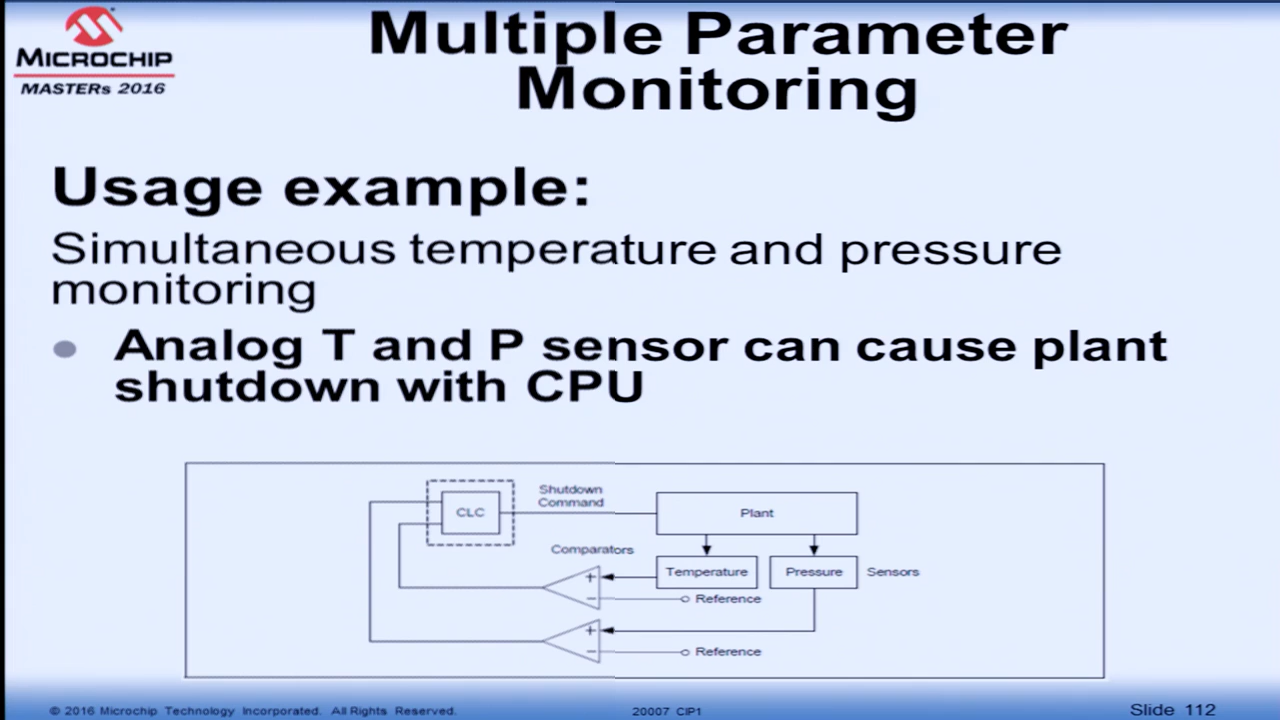 MICROCHIP
MASTERs 2016
Multiple Parameter
Monitoring
Usage example:
Simultaneous temperature and pressure
monitoring
Analog T and P sensor can cause plant
shutdown with CPU
CLC
Shutdown
Command
Plant
Comparators
Temperature
Pressure
Sensors
+
−
Reference
+
−
Reference
© 2016 Microchip Technology Incorporated. All Rights Reserved.
20007 CIP1
Slide 112